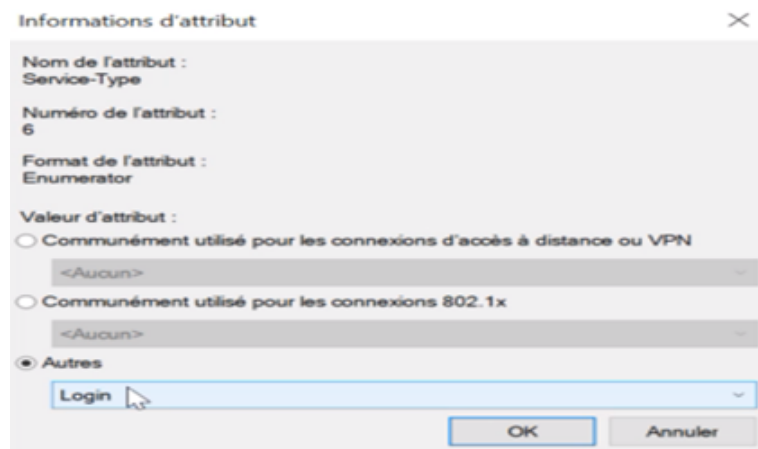 Informations d'attribut
Nom de l'attribut :
Service-Type
Numéro de l'attribut :
6
Format de l'attribut :
Enumerator
Valeur d'attribut :
Communément utilisé pour les connexions d'accès à distance ou VPN
<Aucun>
Communément utilisé pour les connexions 802.1x
<Aucun>
Autres
Login
OK Annuler